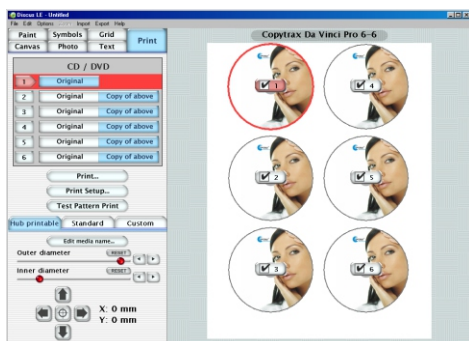 Discus LE - Untitled
File Edit Options Import Export Help
Paint Symbols Grid Print
Canvas Photo Text
Copytrax Da Vinci Pro 6-6
CD / DVD
1 Original
2 Original Copy of above
3 Original Copy of above
4 Original Copy of above
5 Original Copy of above
6 Original Copy of above
Print...
Print Setup...
Test Pattern Print
Hub printable Standard Custom
Edit media name...
Outer diameter RESET
Inner diameter RESET
X: 0 mm
Y: 0 mm
1 4
2 5
3 6